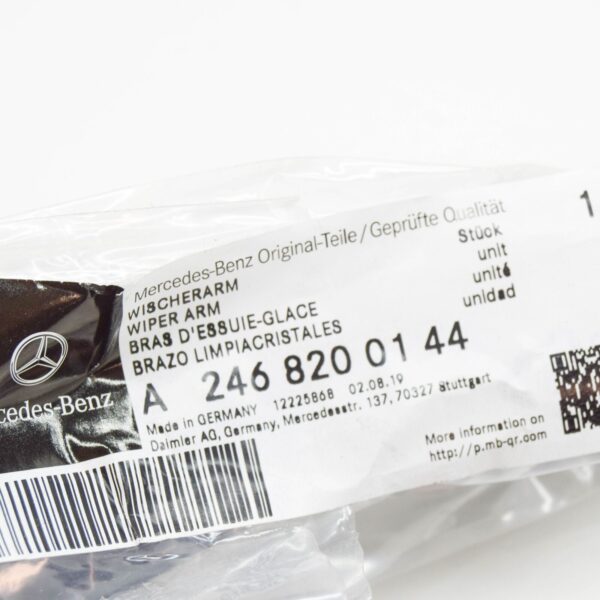 Mercedes-Benz Original-Teile/Geprüfte Qualität
1
WISCHERARM
Stück
WIPER ARM
unit
BRAS D'ESSUIE-GLACE
unité
BRAZO LIMPIACRISTALES
unidad
A 246 820 01 44
Made in GERMANY 12225868 02.08.19
Daimler AG, Germany, Mercedesstr. 137, 70327 Stuttgart
More information on
http://p.mb-qr.com
cedes-Benz